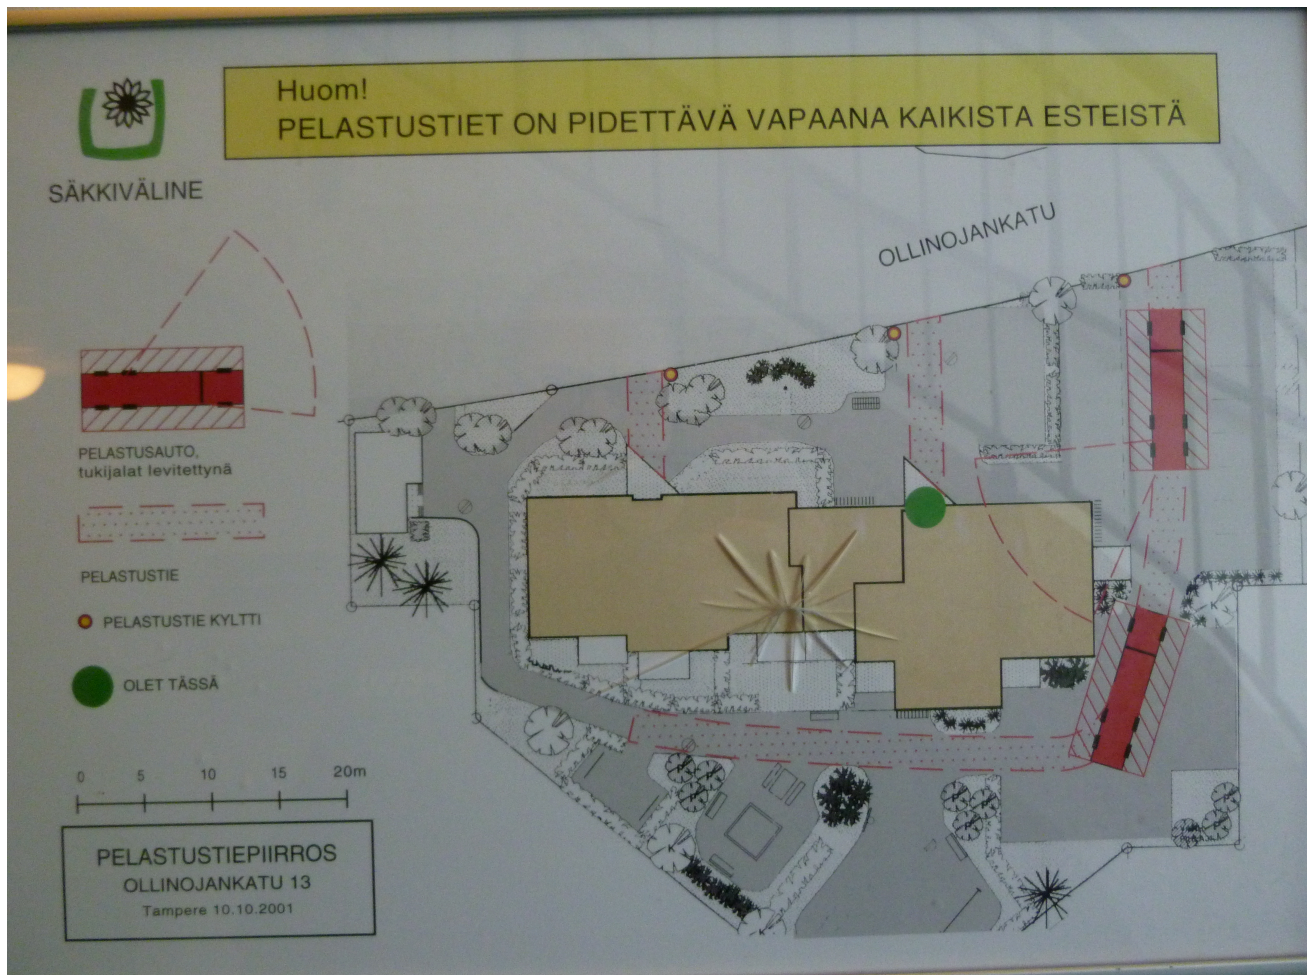 Huom!
PELASTUSTIET ON PIDETTÄVÄ VAPAANA KAIKISTA ESTEISTÄ
SÄKKIVÄLINE
OLLINOJANKATU
PELASTUSAUTO,
tukijalat levitettynä
PELASTUSTIE
PELASTUSTIE KYLTTI
OLET TÄSSÄ
0 5 10 15 20m
PELASTUSTIEPIIRROS
OLLINOJANKATU 13
Tampere 10.10.2001